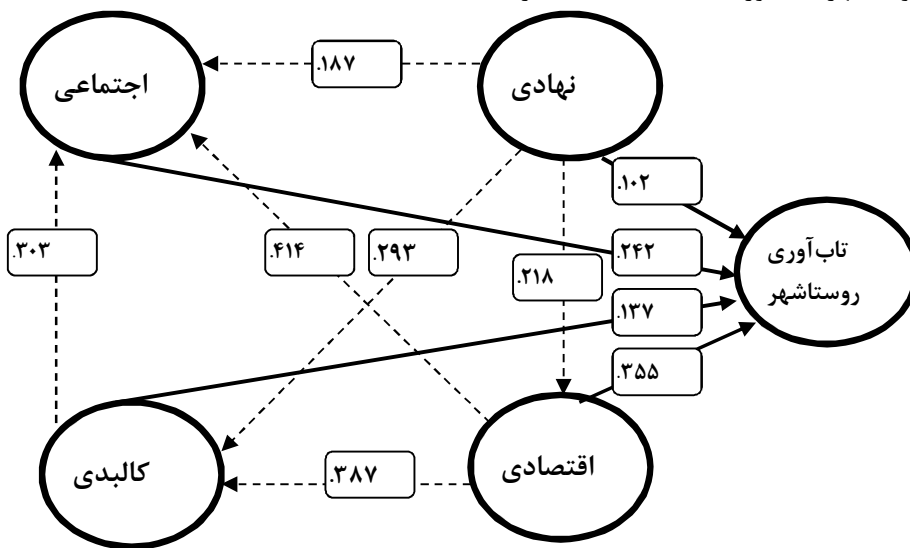 نهادی
.۱۸۷
اجتماعی
.۱۰۲
.۲۴۲
.۲۹۳
.۴۱۴
.۳۰۳
.۲۱۸
تاب‌آوری
روستاشهر
.۱۳۷
.۳۵۵
اقتصادی
.۳۸۷
کالبدی